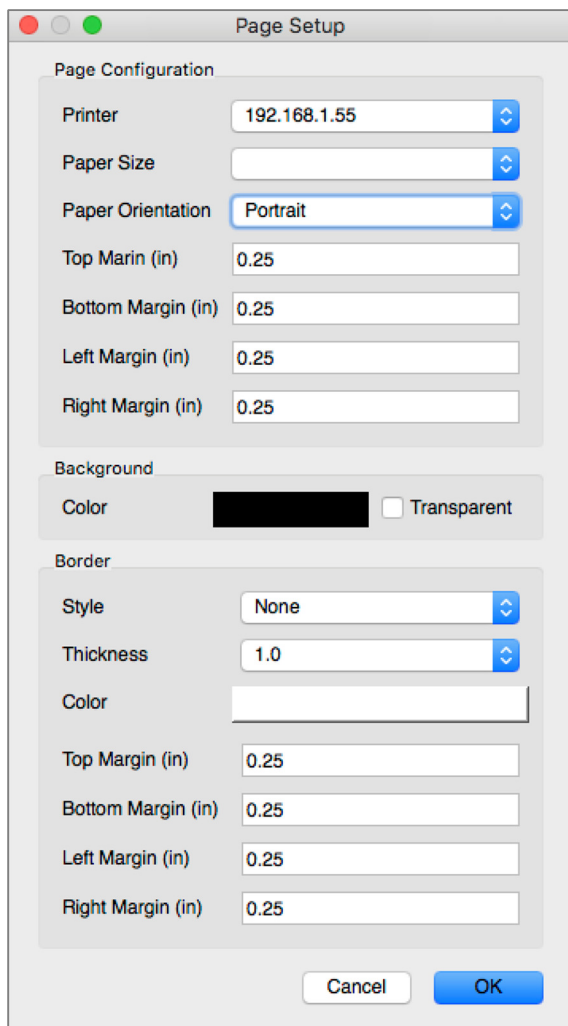 Page Setup
Page Configuration
Printer 192.168.1.55
Paper Size
Paper Orientation Portrait
Top Marin (in) 0.25
Bottom Margin (in) 0.25
Left Margin (in) 0.25
Right Margin (in) 0.25
Background
Color Transparent
Border
Style None
Thickness 1.0
Color
Top Margin (in) 0.25
Bottom Margin (in) 0.25
Left Margin (in) 0.25
Right Margin (in) 0.25
Cancel OK